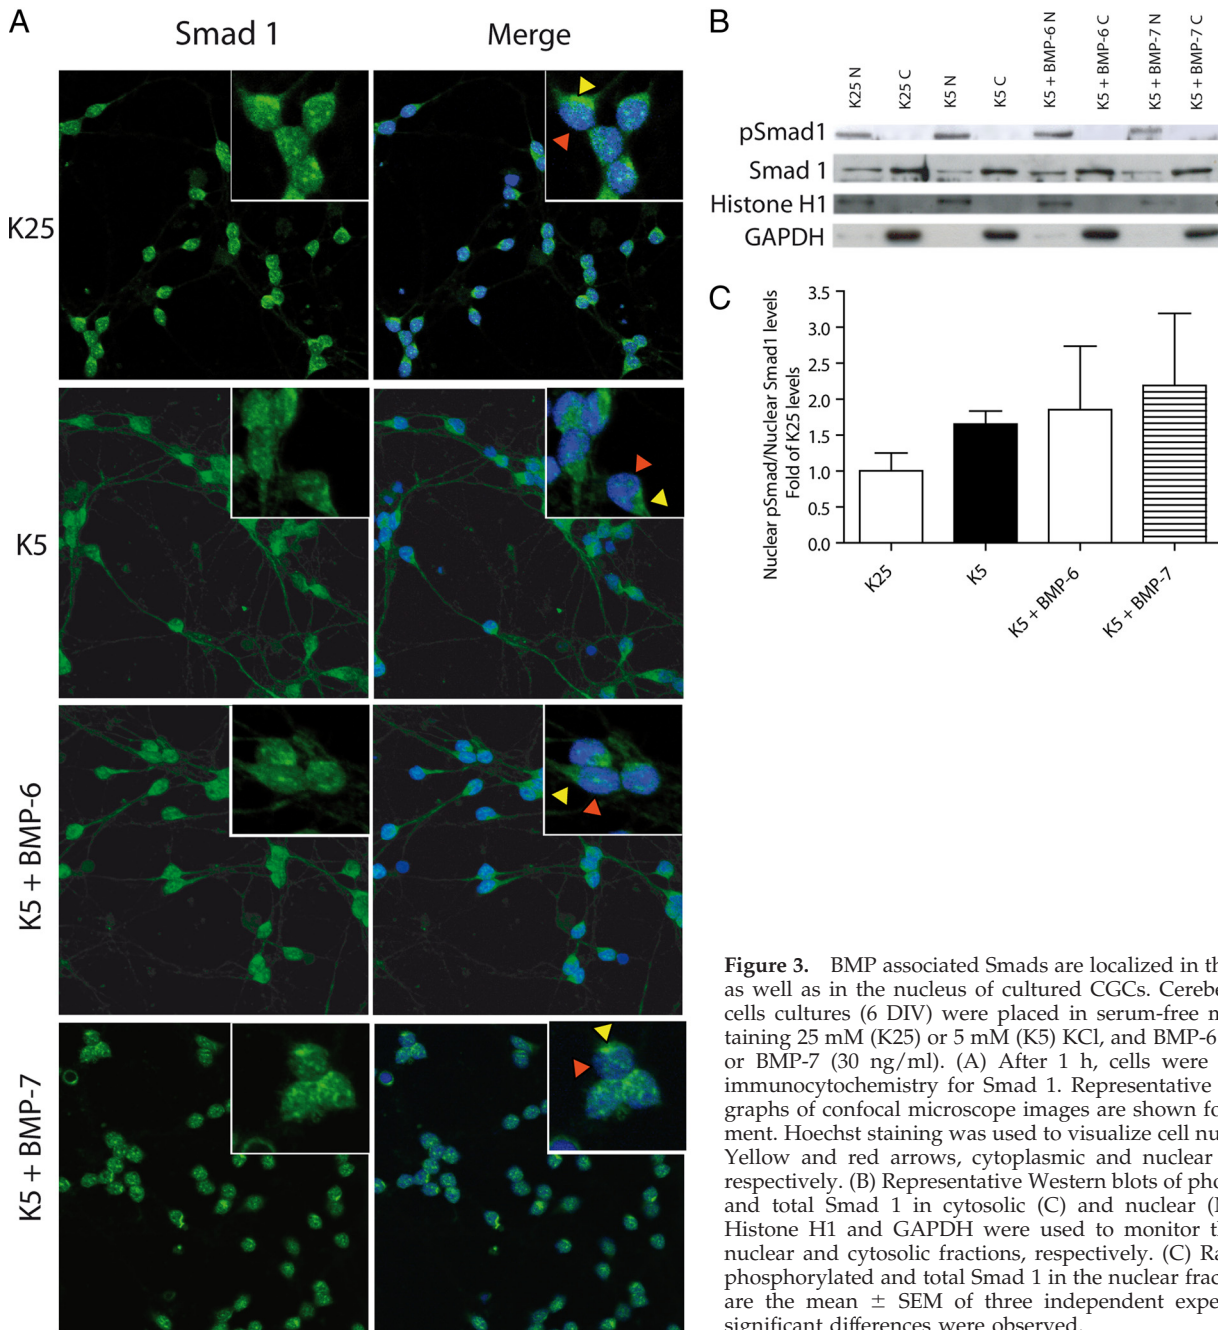 A
Smad 1
Merge
K25
K5
K5 + BMP-6
K5 + BMP-7
B
K25 N
K25 C
K5 N
K5 C
K5 + BMP-6 N
K5 + BMP-6 C
K5 + BMP-7 N
K5 + BMP-7 C
pSmad1
Smad 1
Histone H1
GAPDH
C
Nuclear pSmad/Nuclear Smad1 levels
Fold of K25 levels
3.5
3.0
2.5
2.0
1.5
1.0
0.5
0.0
K25
K5
K5 + BMP-6
K5 + BMP-7
Figure 3. BMP associated Smads are localized in th
as well as in the nucleus of cultured CGCs. Cerebe
cells cultures (6 DIV) were placed in serum-free m
taining 25 mM (K25) or 5 mM (K5) KCl, and BMP-6
or BMP-7 (30 ng/ml). (A) After 1 h, cells were
immunocytochemistry for Smad 1. Representative
graphs of confocal microscope images are shown fo
ment. Hoechst staining was used to visualize cell nu
Yellow and red arrows, cytoplasmic and nuclear
respectively. (B) Representative Western blots of pho
and total Smad 1 in cytosolic (C) and nuclear (
Histone H1 and GAPDH were used to monitor th
nuclear and cytosolic fractions, respectively. (C) Ra
phosphorylated and total Smad 1 in the nuclear frac
are the mean ± SEM of three independent expe
significant differences were observed.